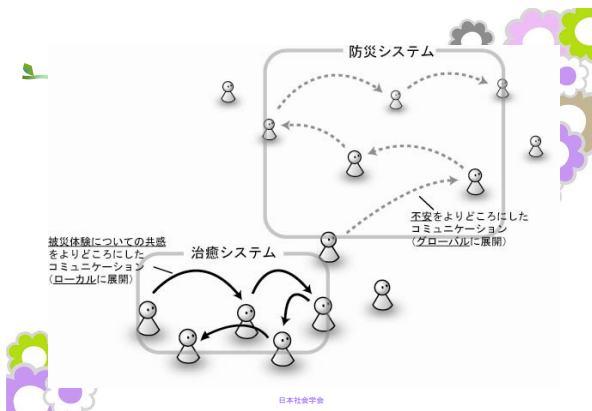 防災システム
不安をよりどころにした
コミュニケーション
（グローバルに展開）
被災体験についての共感
をよりどころにした
コミュニケーション
（ローカルに展開）
治癒システム
日本社会学会